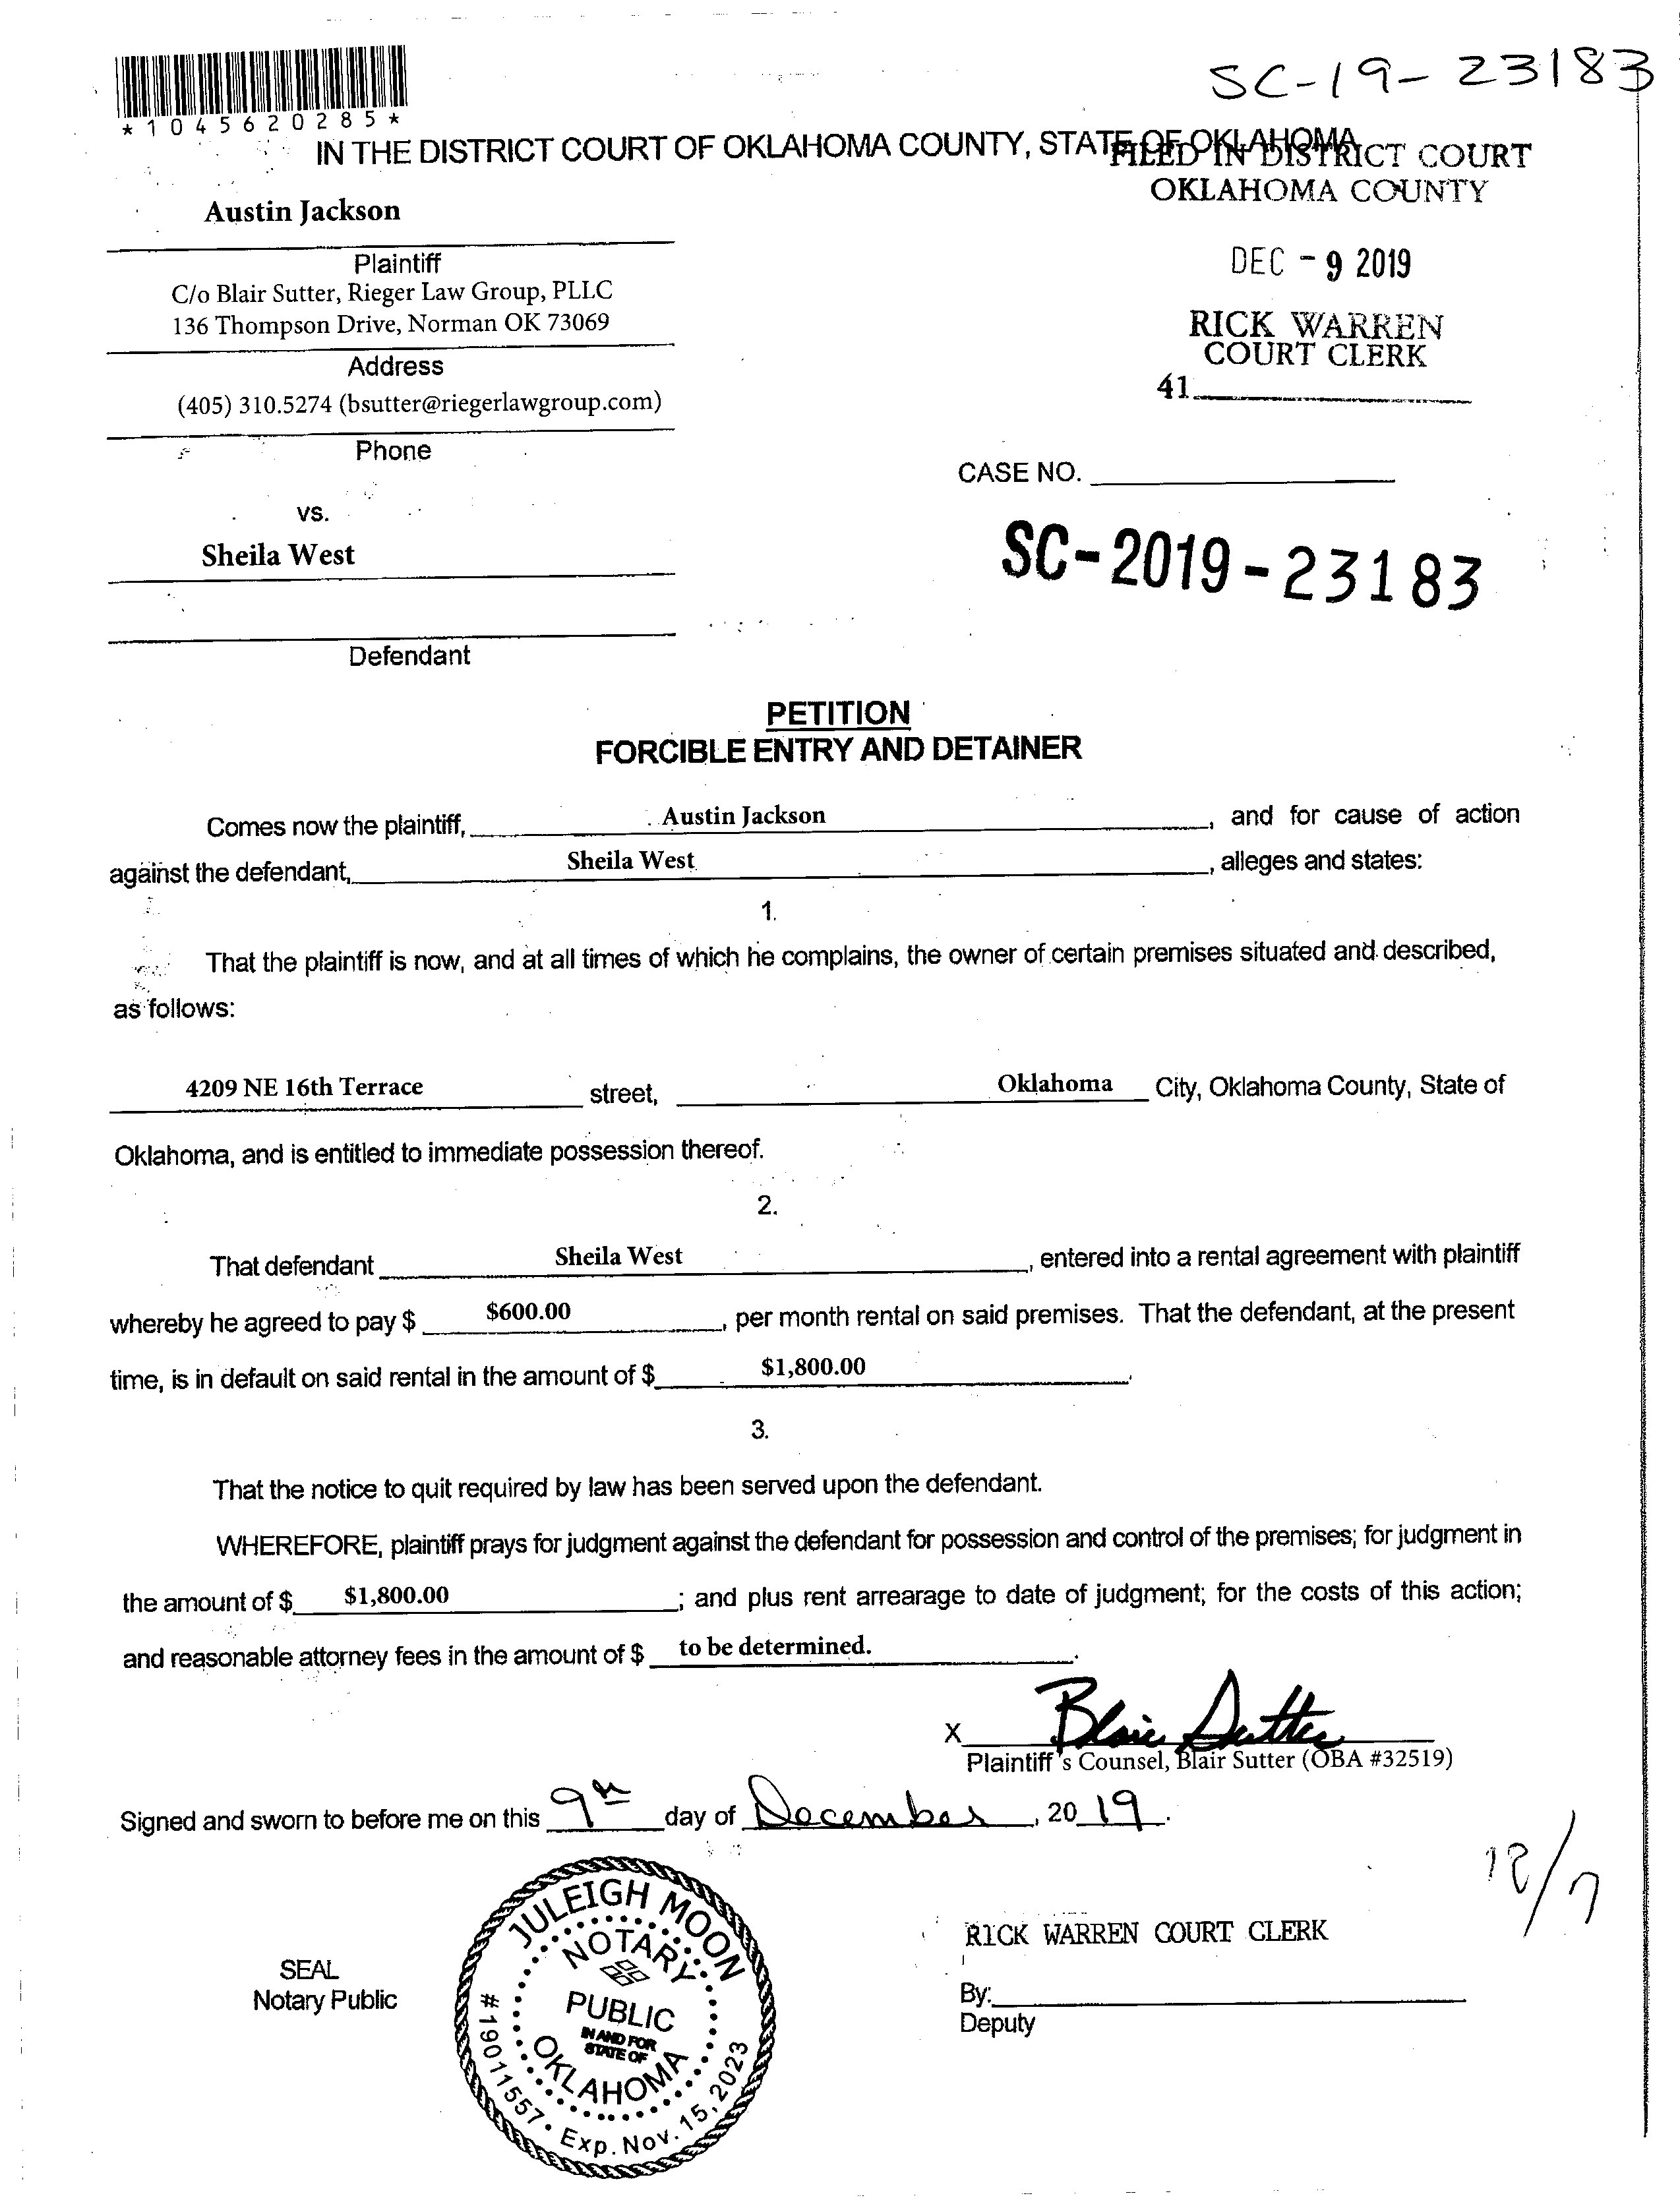 SC-19-23183
*1045620285*
IN THE DISTRICT COURT OF OKLAHOMA COUNTY, STATE OF OKLAHOMA
FILED IN DISTRICT COURT
OKLAHOMA COUNTY
Austin Jackson
Plaintiff
DEC - 9 2019
C/o Blair Sutter, Rieger Law Group, PLLC
136 Thompson Drive, Norman OK 73069
RICK WARREN
COURT CLERK
Address
41
(405) 310.5274 (bsutter@riegerlawgroup.com)
Phone
CASE NO.
vs.
Sheila West
SC-2019-23183
Defendant
PETITION
FORCIBLE ENTRY AND DETAINER
Comes now the plaintiff, Austin Jackson, and for cause of action
against the defendant, Sheila West, alleges and states:
1.
That the plaintiff is now, and at all times of which he complains, the owner of certain premises situated and described,
as follows:
4209 NE 16th Terrace street, Oklahoma City, Oklahoma County, State of
Oklahoma, and is entitled to immediate possession thereof.
2.
That defendant Sheila West, entered into a rental agreement with plaintiff
whereby he agreed to pay $ $600.00, per month rental on said premises. That the defendant, at the present
time, is in default on said rental in the amount of $ $1,800.00.
3.
That the notice to quit required by law has been served upon the defendant.
WHEREFORE, plaintiff prays for judgment against the defendant for possession and control of the premises; for judgment in
the amount of $ $1,800.00; and plus rent arrearage to date of judgment; for the costs of this action;
and reasonable attorney fees in the amount of $ to be determined.
X Blair Sutter
Plaintiff's Counsel, Blair Sutter (OBA #32519)
Signed and sworn to before me on this 9th day of December, 2019.
JULEIGH MOON
NOTARY
PUBLIC
IN AND FOR
STATE OF
OKLAHOMA
#19011557. Exp. Nov. 15, 2023
SEAL
Notary Public
RICK WARREN COURT CLERK
By:
Deputy